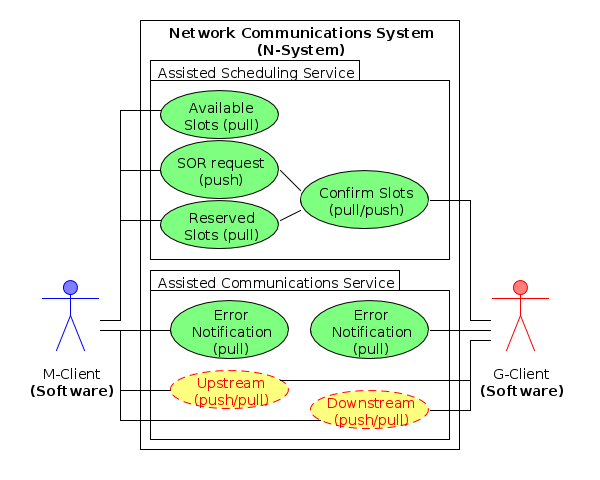 Network Communications System
(N-System)
Assisted Scheduling Service
Available
Slots (pull)
SOR request
(push)
Confirm Slots
(pull/push)
Reserved
Slots (pull)
Assisted Communications Service
Error
Notification
(pull)
Error
Notification
(pull)
M-Client
(Software)
G-Client
(Software)
Upstream
(push/pull)
Downstream
(push/pull)